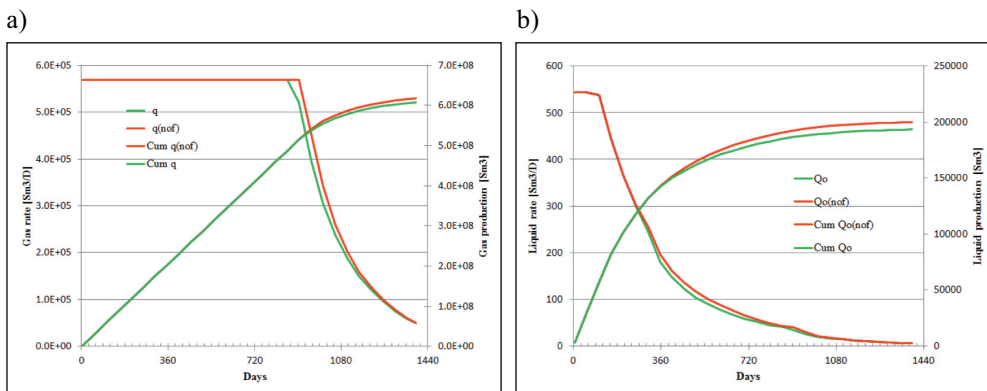 a)
6.0E+05
5.0E+05
4.0E+05
3.0E+05
2.0E+05
1.0E+05
0.0E+00
Gas rate [Sm3/D]
q
q(nof)
Cum q(nof)
Cum q
7.0E+08
6.0E+08
5.0E+08
4.0E+08
3.0E+08
2.0E+08
1.0E+08
0.0E+00
Gas production [Sm3]
0 360 720 1080 1440
Days
b)
600
500
400
300
200
100
0
Liquid rate [Sm3/D]
Qo
Qo(nof)
Cum Qo(nof)
Cum Qo
250000
200000
150000
100000
50000
0
Liquid production [Sm3]
0 360 720 1080 1440
Days